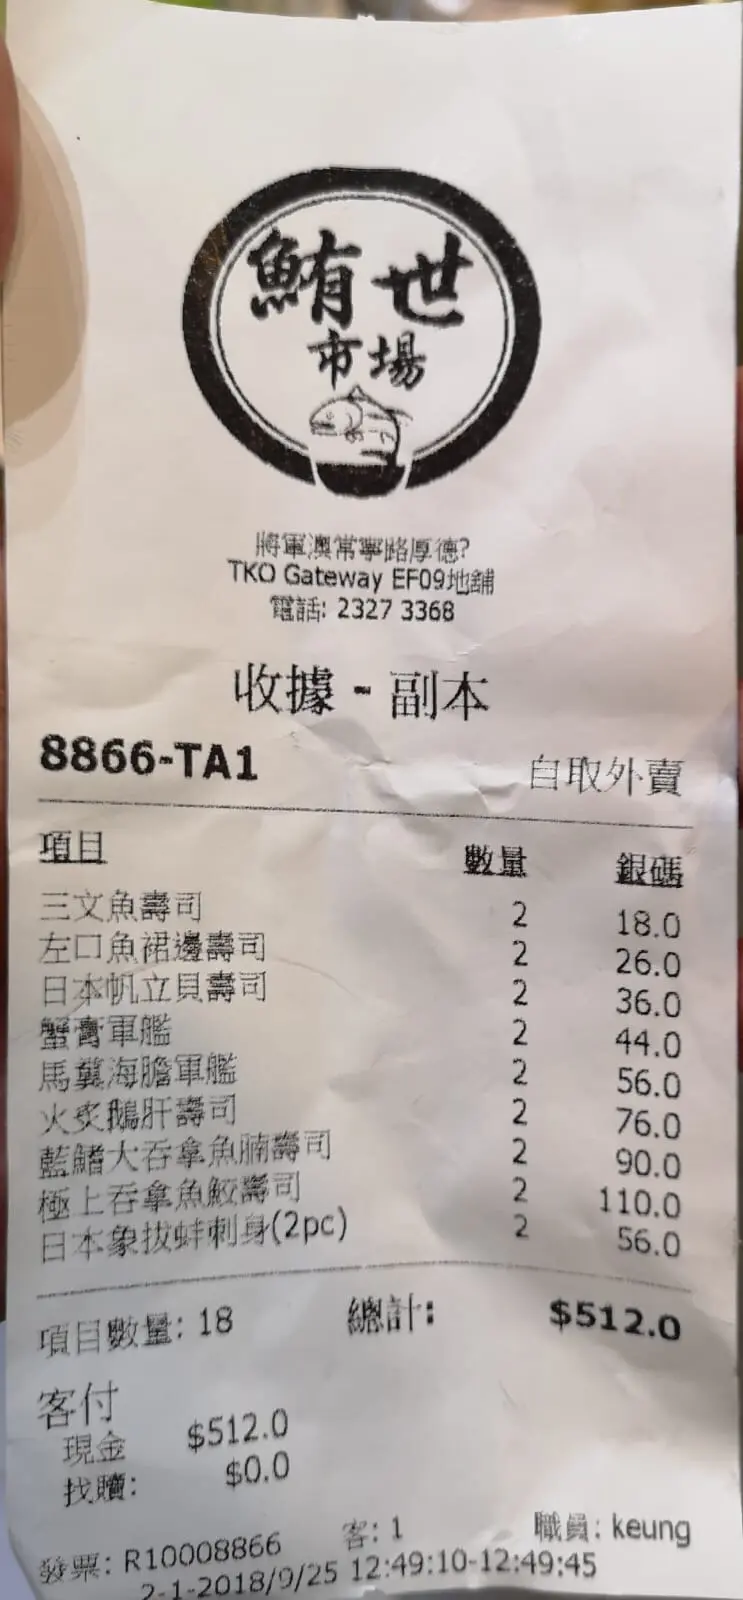 鮪世
市場
將軍澳常寧路厚德?
TKO Gateway EF09地舖
電話: 2327 3368
收據 - 副本
8866-TA1 自取外賣
項目 數量 銀碼
三文魚壽司 2 18.0
左口魚裙邊壽司 2 26.0
日本帆立貝壽司 2 36.0
蟹膏軍艦 2 44.0
馬糞海膽軍艦 2 56.0
火炙鵝肝壽司 2 76.0
藍鰭大吞拿魚腩壽司 2 90.0
極上吞拿魚鮫壽司 2 110.0
日本象拔蚌刺身(2pc) 2 56.0
項目數量: 18 總計: $512.0
客付
現金 $512.0
找贖: $0.0
發票: R10008866 客: 1 職員: keung
2-1-2018/9/25 12:49:10-12:49:45